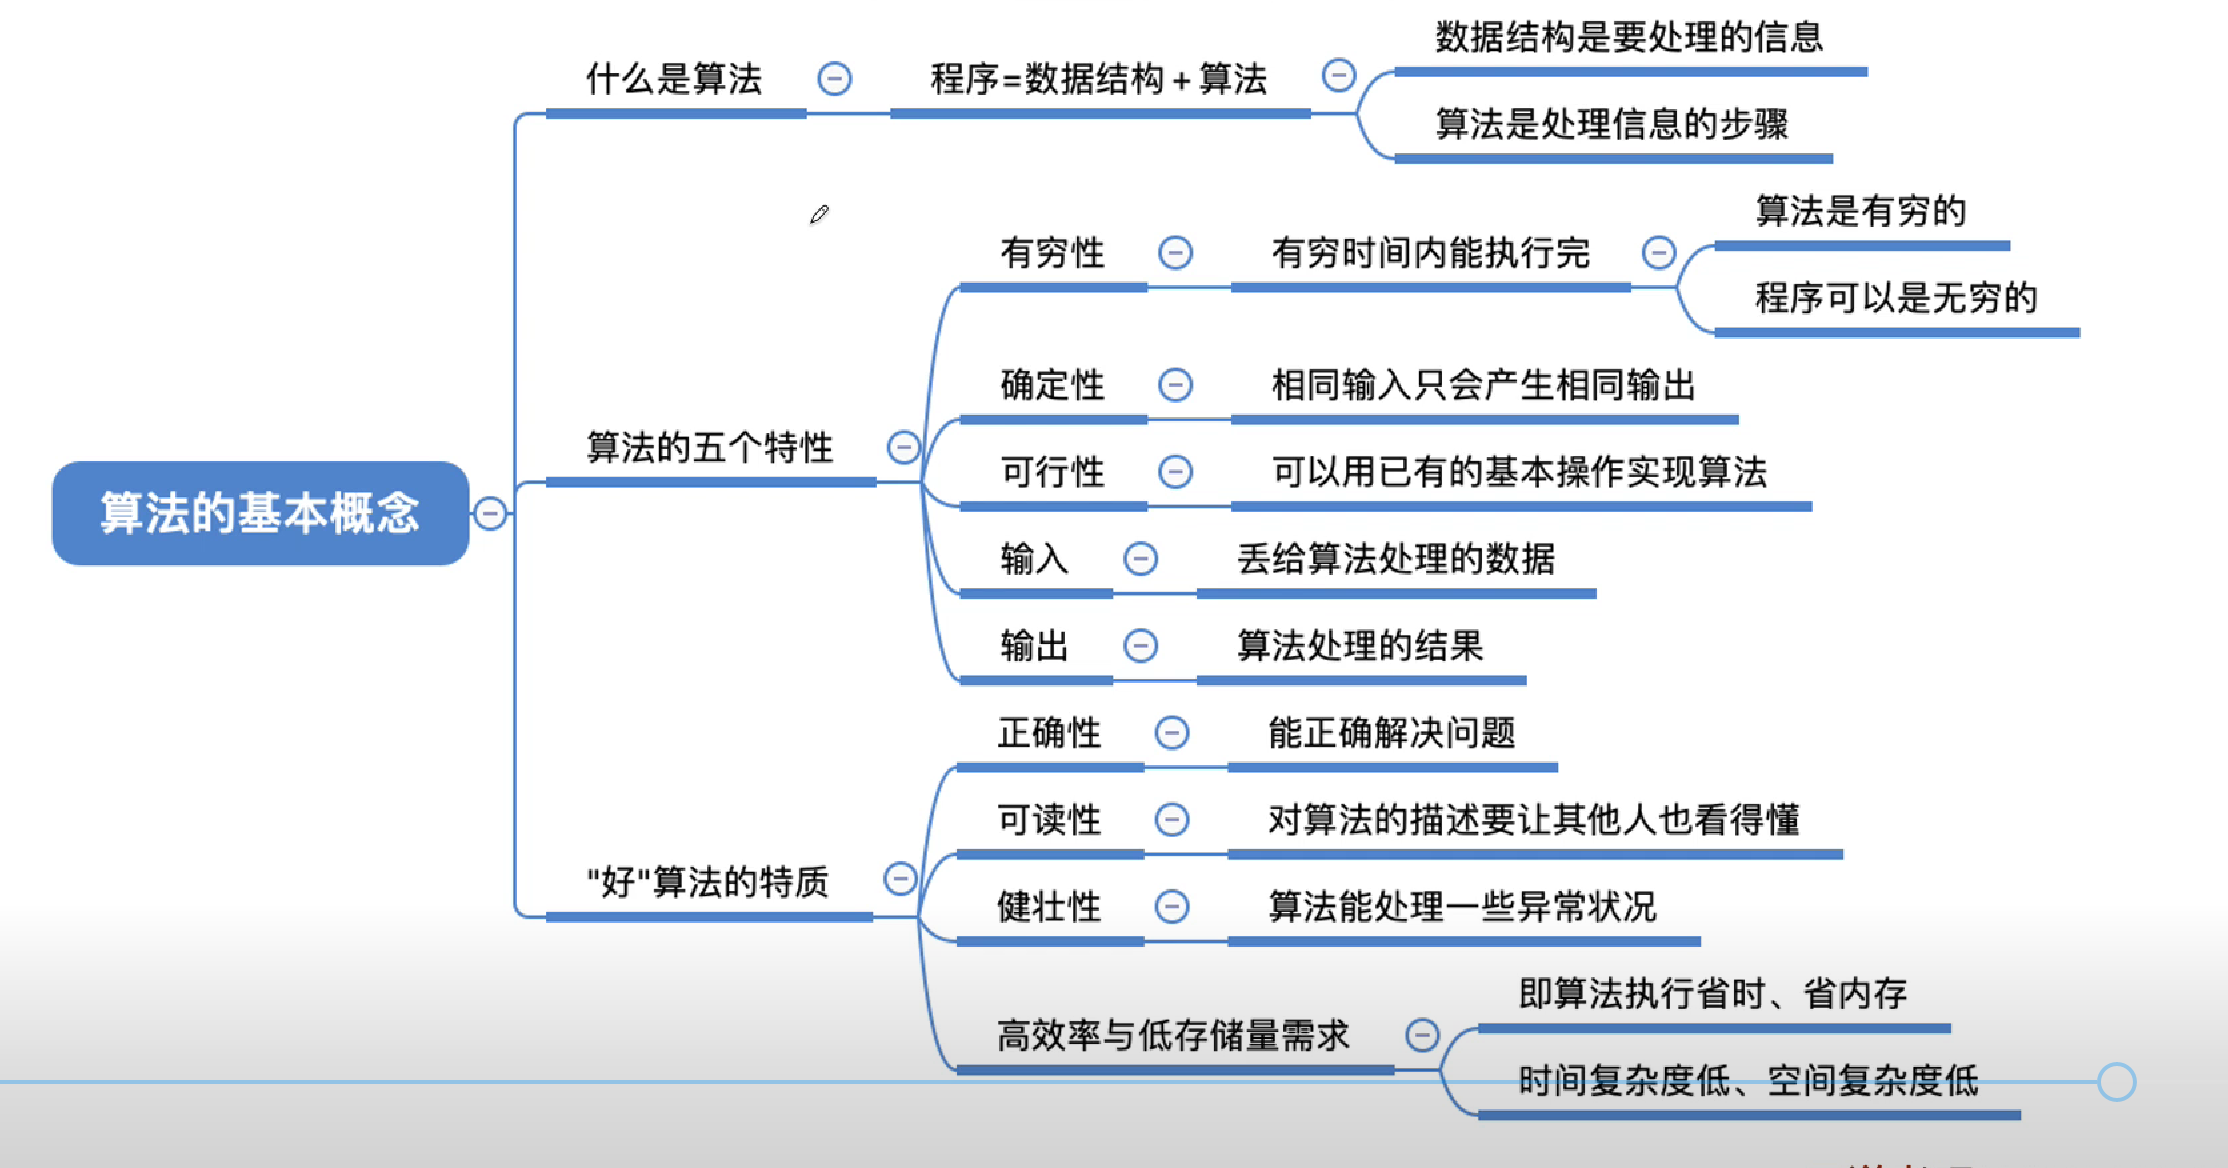 数据结构是要处理的信息
什么是算法
程序=数据结构+算法
算法是处理信息的步骤
算法是有穷的
有穷性
有穷时间内能执行完
程序可以是无穷的
确定性
相同输入只会产生相同输出
算法的五个特性
可行性
可以用已有的基本操作实现算法
算法的基本概念
输入
丢给算法处理的数据
输出
算法处理的结果
正确性
能正确解决问题
可读性
对算法的描述要让其他人也看得懂
"好"算法的特质
健壮性
算法能处理一些异常状况
即算法执行省时、省内存
高效率与低存储量需求
时间复杂度低、空间复杂度低